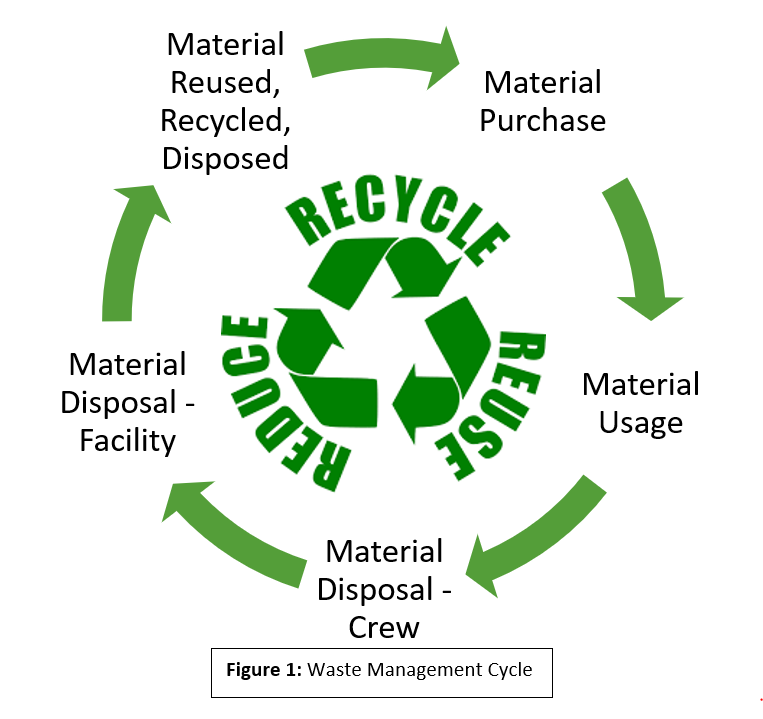 Material
Reused,
Recycled,
Disposed
Material
Purchase
Material
Usage
Material
Disposal -
Crew
Material
Disposal -
Facility
RECYCLE
REUSE
REDUCE
Figure 1: Waste Management Cycle